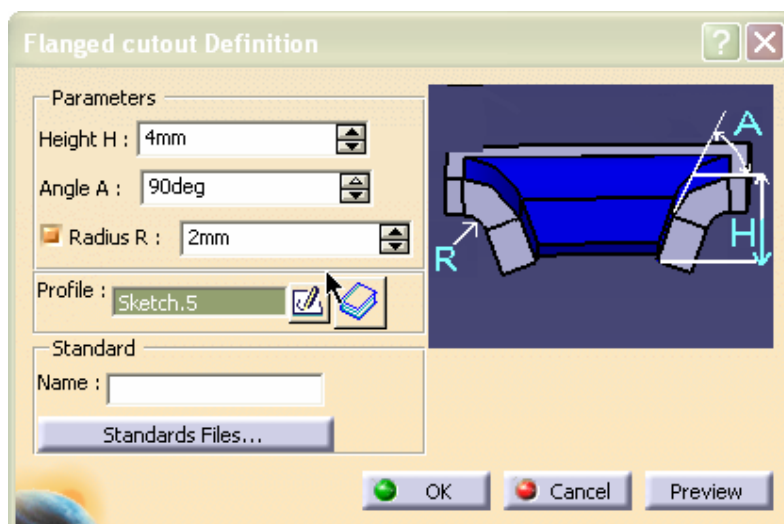 Flanged cutout Definition
? X
Parameters
Height H : 4mm
Angle A : 90deg
Radius R : 2mm
Profile : Sketch.5
Standard
Name :
Standards Files...
A
H
R
OK Cancel Preview